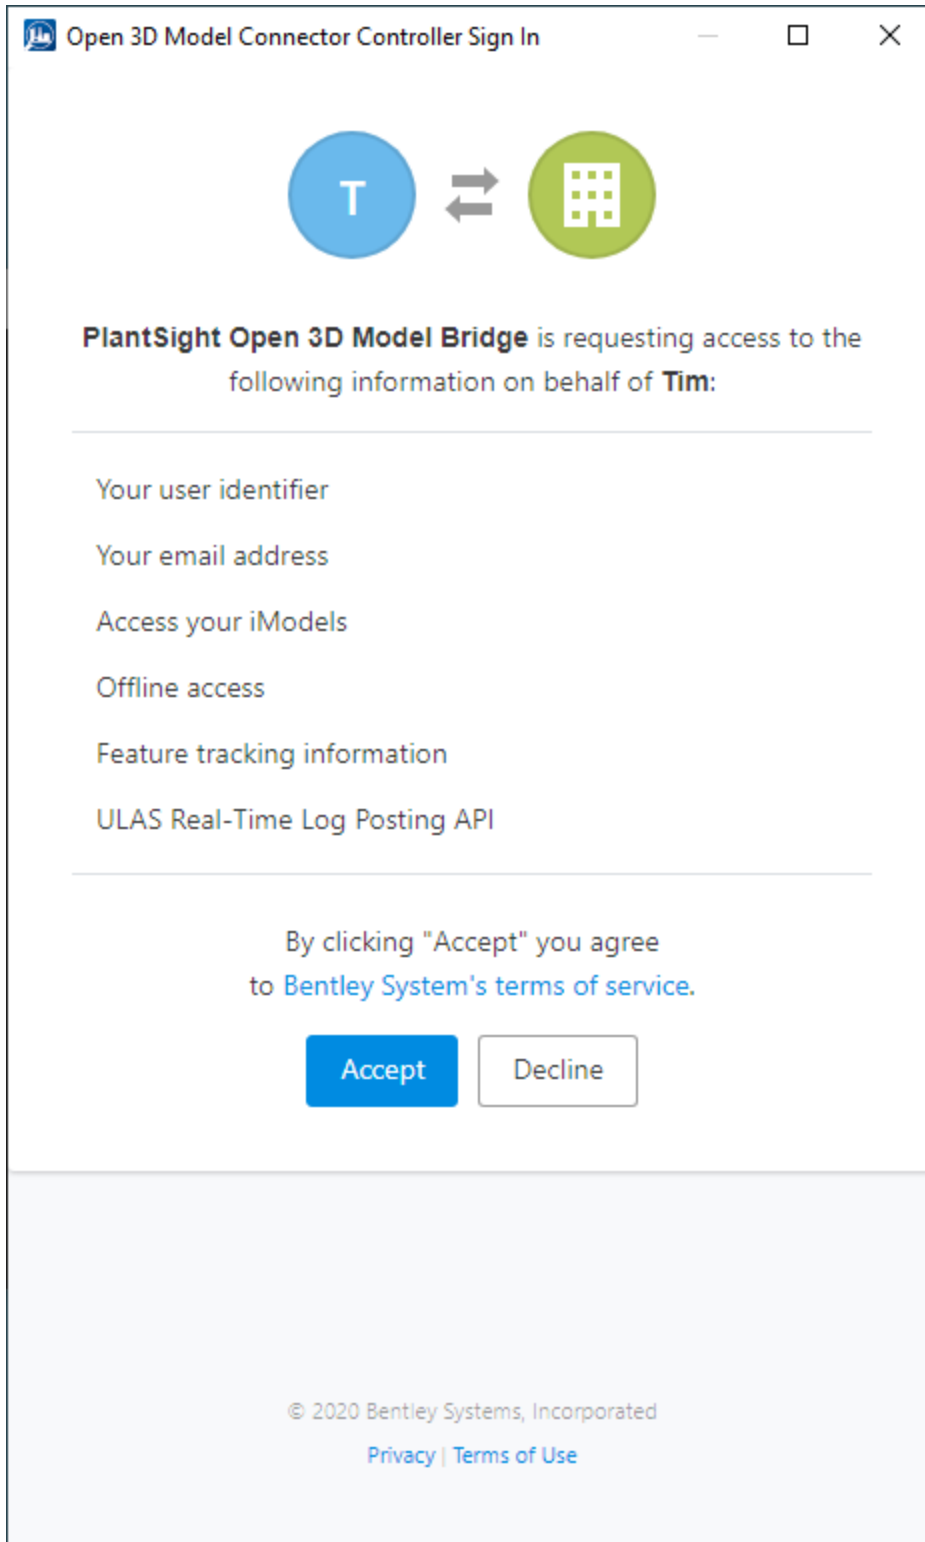 Open 3D Model Connector Controller Sign In
T
PlantSight Open 3D Model Bridge is requesting access to the
following information on behalf of Tim:
Your user identifier
Your email address
Access your iModels
Offline access
Feature tracking information
ULAS Real-Time Log Posting API
By clicking "Accept" you agree
to Bentley System's terms of service.
Accept Decline
© 2020 Bentley Systems, Incorporated
Privacy | Terms of Use